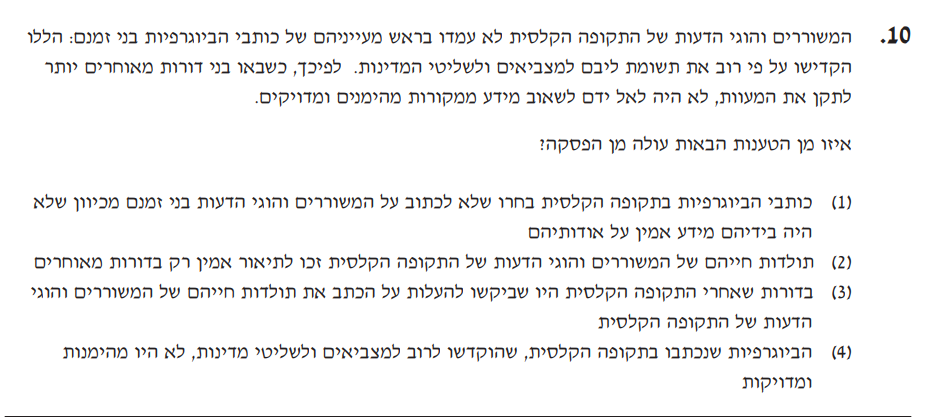 10. המשוררים והוגי הדעות של התקופה הקלסית לא עמדו בראש מעייניהם של כותבי הביוגרפיות בני זמנם: הללו
הקדישו על פי רוב את תשומת ליבם למצביאים ולשליטי המדינות. לפיכך, כשבאו בני דורות מאוחרים יותר
לתקן את המעוות, לא היה לאל ידם לשאוב מידע ממקורות מהימנים ומדויקים.
איזו מן הטענות הבאות עולה מן הפסקה?
(1) כותבי הביוגרפיות בתקופה הקלסית בחרו שלא לכתוב על המשוררים והוגי הדעות בני זמנם מכיוון שלא
היה בידיהם מידע אמין על אודותיהם
(2) תולדות חייהם של המשוררים והוגי הדעות של התקופה הקלסית זכו לתיאור אמין רק בדורות מאוחרים
(3) בדורות שאחרי התקופה הקלסית היו שביקשו להעלות על הכתב את תולדות חייהם של המשוררים והוגי
הדעות של התקופה הקלסית
(4) הביוגרפיות שנכתבו בתקופה הקלסית, שהוקדשו לרוב למצביאים ולשליטי מדינות, לא היו מהימנות
ומדויקות